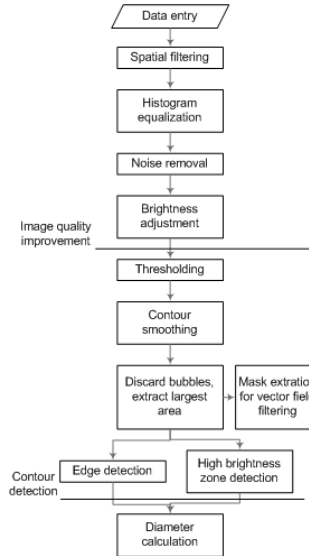 Data entry
Spatial filtering
Histogram
equalization
Noise removal
Brightness
adjustment
Image quality
improvement
Thresholding
Contour
smoothing
Discard bubbles,
extract largest
area
Mask extration
for vector field
filtering
Edge detection
High brightness
zone detection
Contour
detection
Diameter
calculation